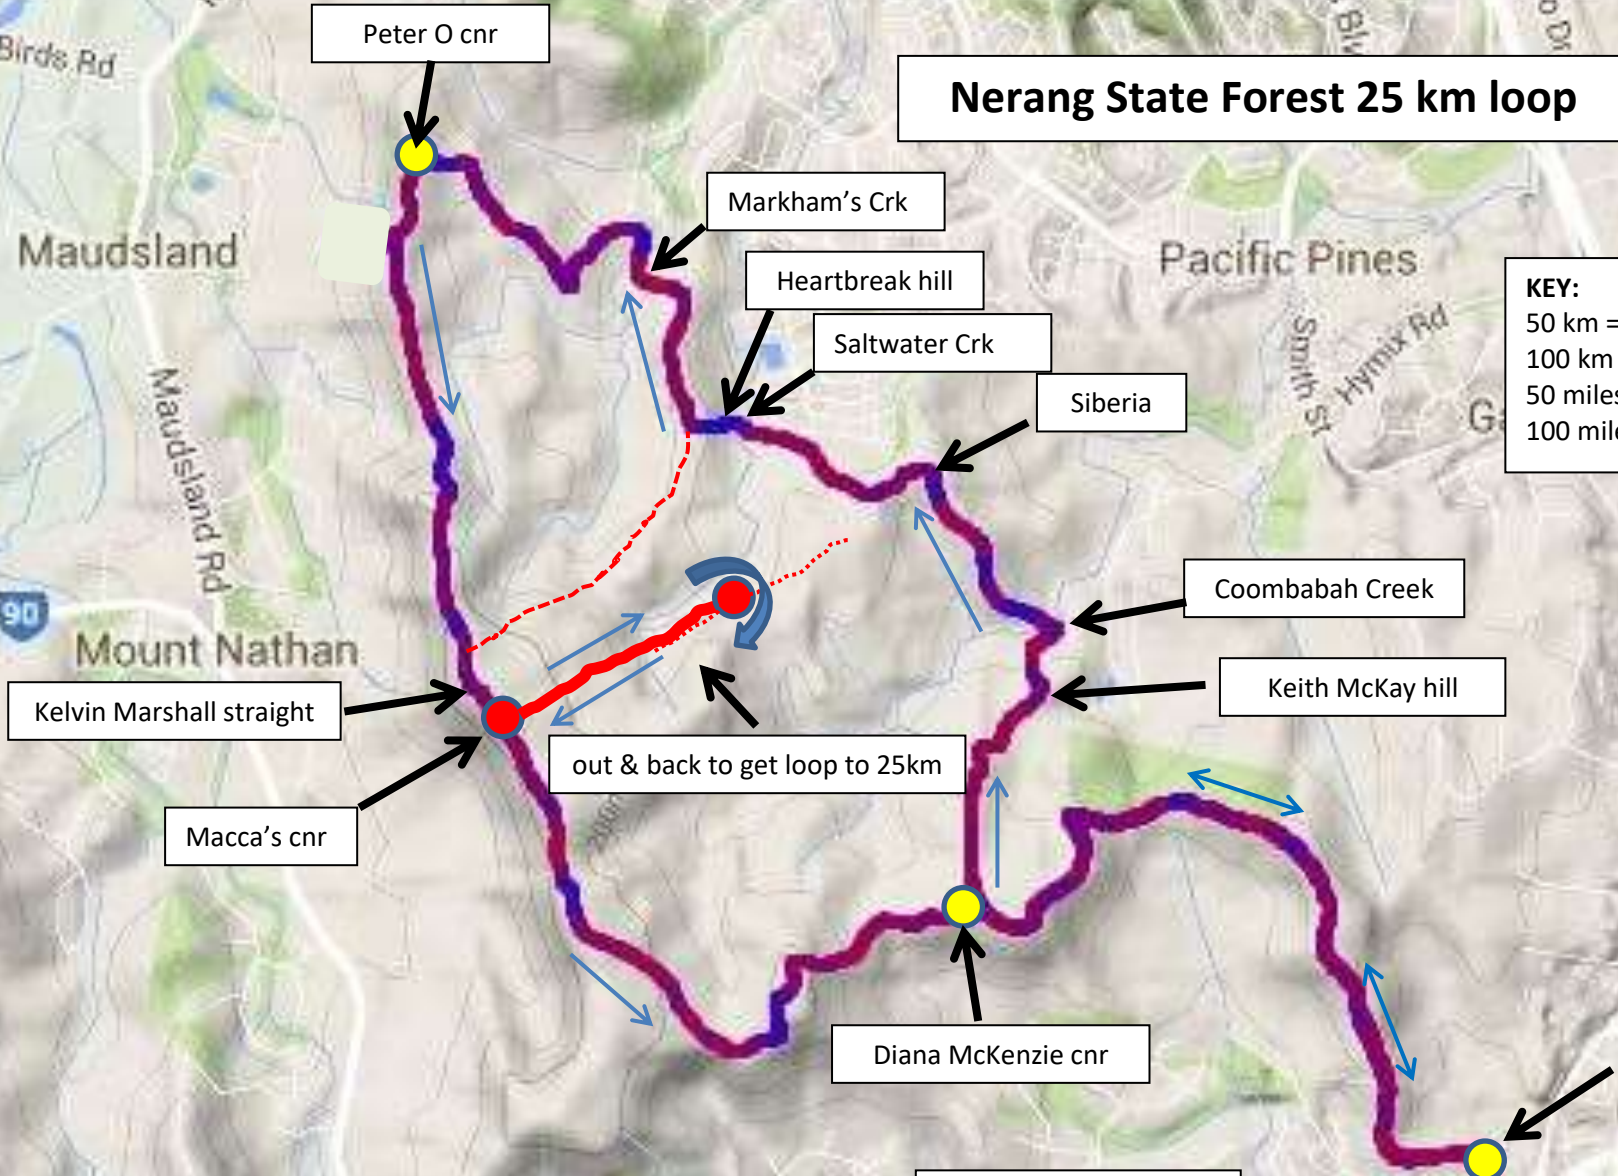 Peter O cnr
Birds Rd
Nerang State Forest 25 km loop
Markham's Crk
Maudsland
Pacific Pines
Heartbreak hill
KEY:
50 km =
100 km
50 miles
100 mile
Saltwater Crk
Smith St
Hymix Rd
Maudsland Rd
Siberia
90
Coombabah Creek
Mount Nathan
Keith McKay hill
Kelvin Marshall straight
out & back to get loop to 25km
Macca's cnr
Diana McKenzie cnr